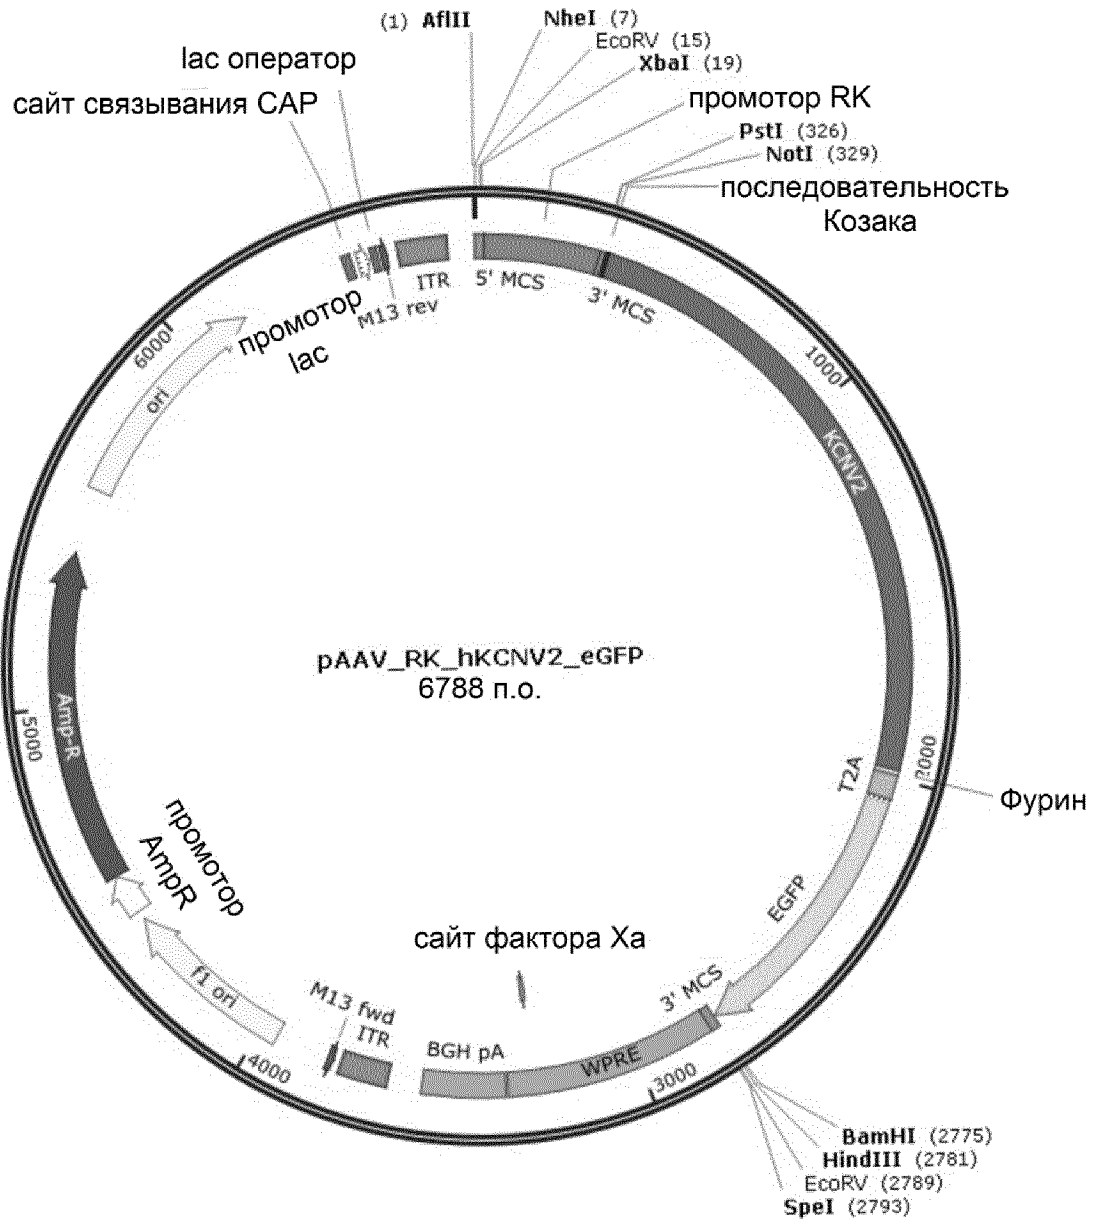 (1) AflII
NheI (7)
EcoRV (15)
XbaI (19)
lac оператор
сайт связывания CAP
промотор RK
PstI (326)
NotI (329)
последовательность
Козака
ITR
5' MCS
3' MCS
M13 rev
промотор
lac
6000
ori
1000
KCNV2
pAAV_RK_hKCNV2_eGFP
6788 п.о.
Amp-R
5000
T2A
2000
Фурин
промотор
AmpR
EGFP
сайт фактора Xa
f1 ori
M13 fwd
ITR
BGH pA
WPRE
3' MCS
4000
3000
BamHI (2775)
HindIII (2781)
EcoRV (2789)
SpeI (2793)